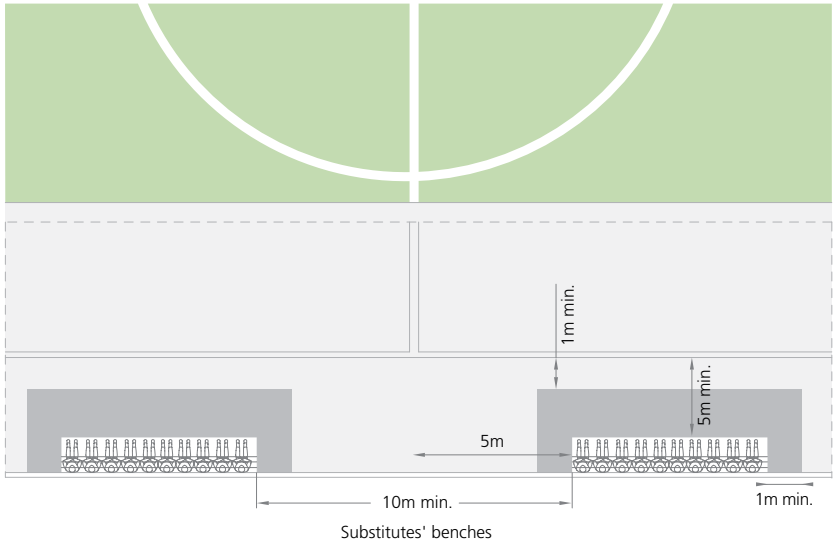 1m min.
5m min.
5m
10m min.
1m min.
Substitutes' benches